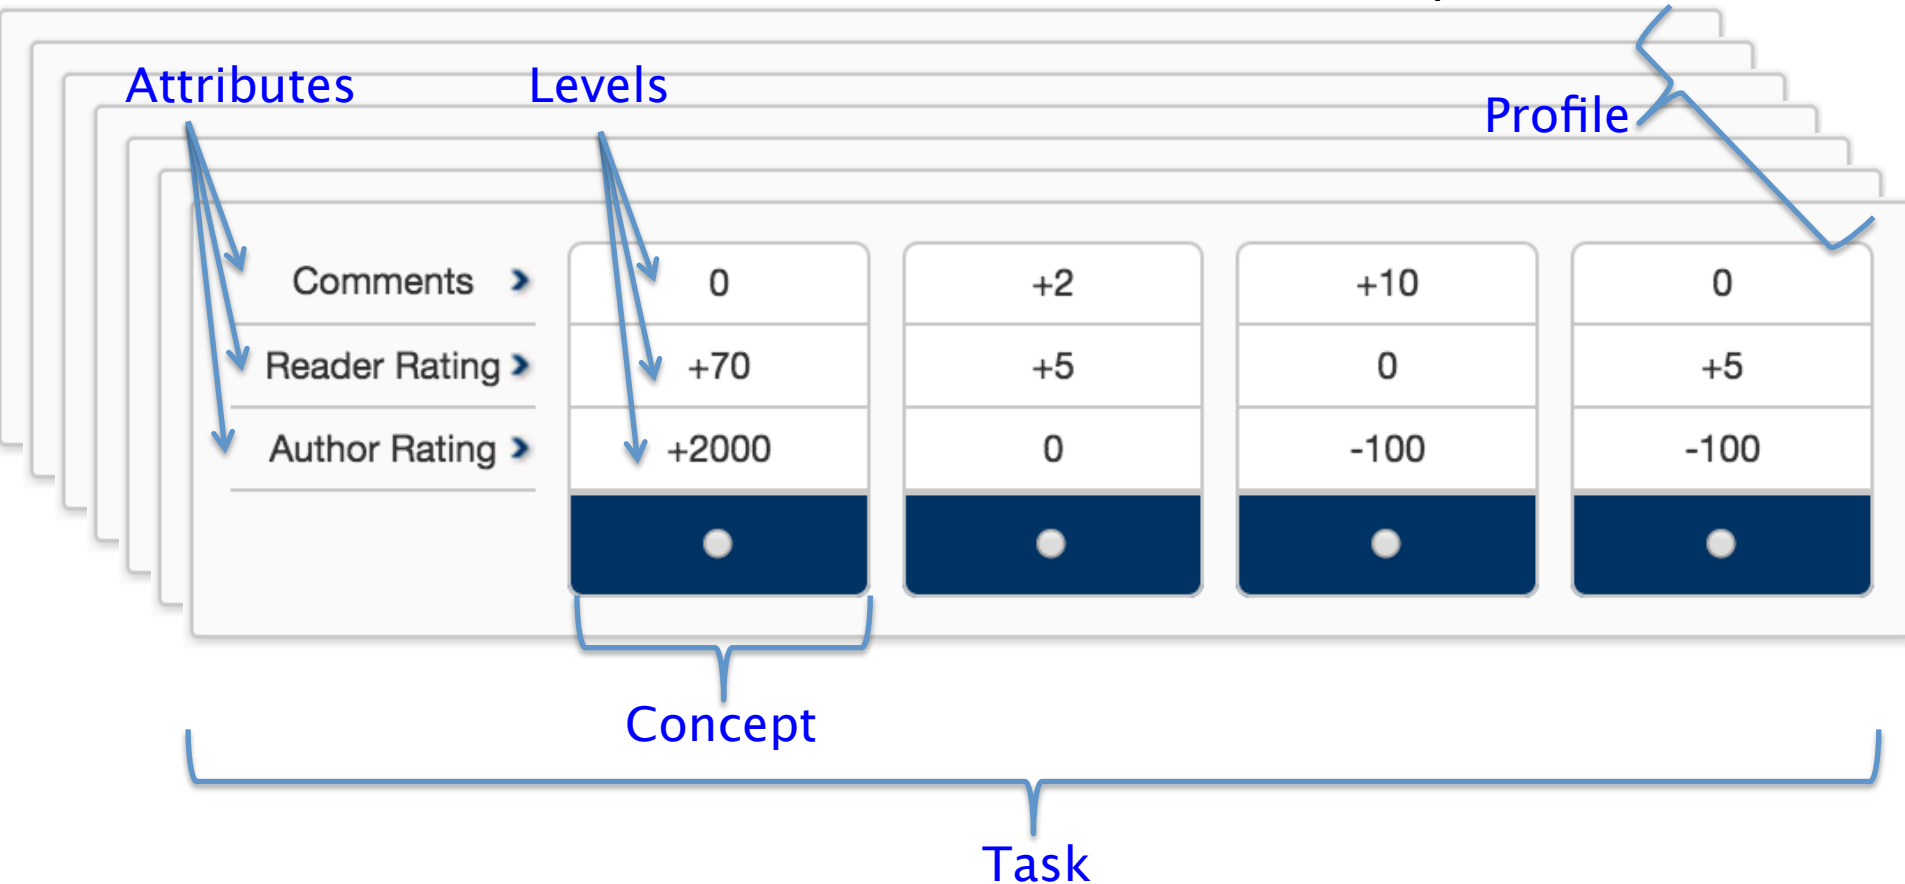 Attributes
Levels
Profile
Comments 0 +2 +10 0
Reader Rating +70 +5 0 +5
Author Rating +2000 0 -100 -100
Concept
Task